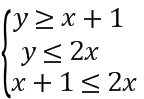 y ≥ x + 1
y ≤ 2x
x + 1 ≤ 2x